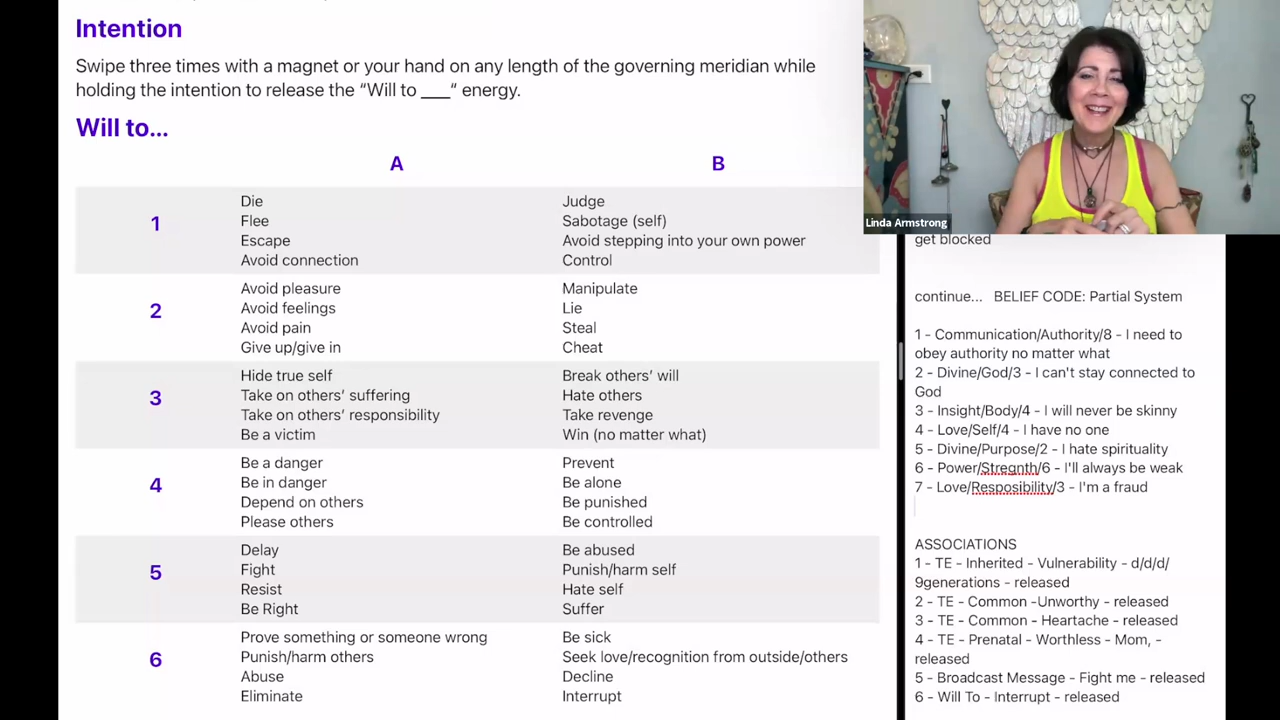 Intention
Swipe three times with a magnet or your hand on any length of the governing meridian while
holding the intention to release the “Will to ___“ energy.
Will to...
A B
1
Die Judge
Flee Sabotage (self)
Escape Avoid stepping into your own power
Avoid connection Control
2
Avoid pleasure Manipulate
Avoid feelings Lie
Avoid pain Steal
Give up/give in Cheat
3
Hide true self Break others’ will
Take on others’ suffering Hate others
Take on others’ responsibility Take revenge
Be a victim Win (no matter what)
4
Be a danger Prevent
Be in danger Be alone
Depend on others Be punished
Please others Be controlled
5
Delay Be abused
Fight Punish/harm self
Resist Hate self
Be Right Suffer
6
Prove something or someone wrong Be sick
Punish/harm others Seek love/recognition from outside/others
Abuse Decline
Eliminate Interrupt
Linda Armstrong
get blocked
continue... BELIEF CODE: Partial System
1 - Communication/Authority/8 - I need to
obey authority no matter what
2 - Divine/God/3 - I can't stay connected to
God
3 - Insight/Body/4 - I will never be skinny
4 - Love/Self/4 - I have no one
5 - Divine/Purpose/2 - I hate spirituality
6 - Power/Stregnth/6 - I'll always be weak
7 - Love/Resposibility/3 - I'm a fraud
ASSOCIATIONS
1 - TE - Inherited - Vulnerability - d/d/d/
9generations - released
2 - TE - Common -Unworthy - released
3 - TE - Common - Heartache - released
4 - TE - Prenatal - Worthless - Mom, -
released
5 - Broadcast Message - Fight me - released
6 - Will To - Interrupt - released